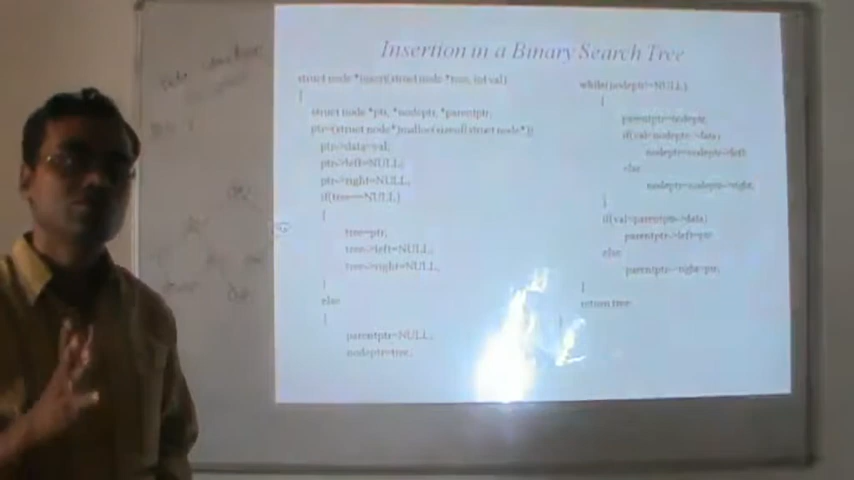 Insertion in a Binary Search Tree
struct node *insert(struct node *tree, int val)
{
struct node *ptr, *nodeptr, *parentptr;
ptr=(struct node*)malloc(sizeof(struct node*))
ptr->data=val;
ptr->left=NULL;
ptr->right=NULL;
if(tree==NULL)
{
tree=ptr;
tree->left=NULL;
tree->right=NULL;
}
else
{
parentptr=NULL;
nodeptr=tree;
while(nodeptr!=NULL)
{
parentptr=nodeptr;
if(val<nodeptr->data)
nodeptr=nodeptr->left
else
nodeptr=nodeptr->right;
}
if(val<parentptr->data)
parentptr->left=ptr
else
parentptr->right=ptr;
}
return tree;
}